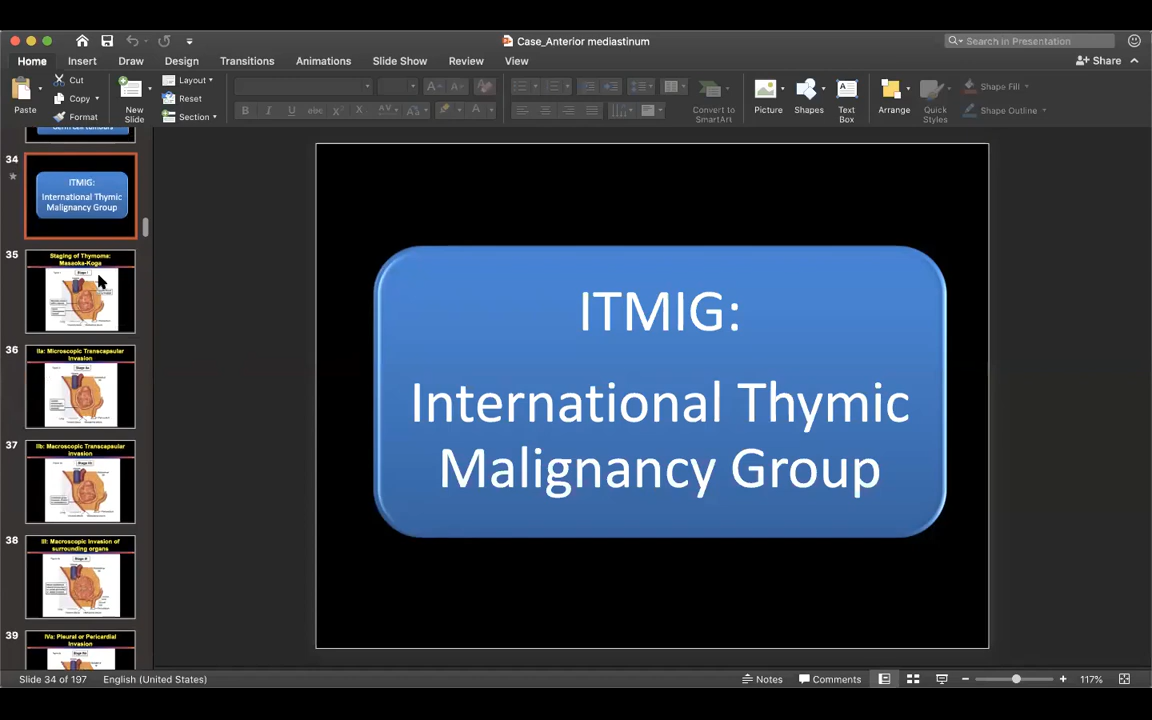 Case_Anterior mediastinum
Search in Presentation
Home Insert Draw Design Transitions Animations Slide Show Review View
Share
Paste
Cut
Copy
Format
New Slide
Layout
Reset
Section
Convert to SmartArt
Picture
Shapes
Text Box
Arrange
Quick Styles
Shape Fill
Shape Outline
Germ cell tumours
34
ITMIG:
International Thymic
Malignancy Group
35
Staging of Thymoma:
Masaoka-Koga
36
IIa: Microscopic Transcapsular
Invasion
37
IIb: Macroscopic Transcapsular
Invasion
38
III: Macroscopic Invasion of
surrounding organs
39
IVa: Pleural or Pericardial
Invasion
ITMIG:
International Thymic
Malignancy Group
Slide 34 of 197
English (United States)
Notes
Comments
117%